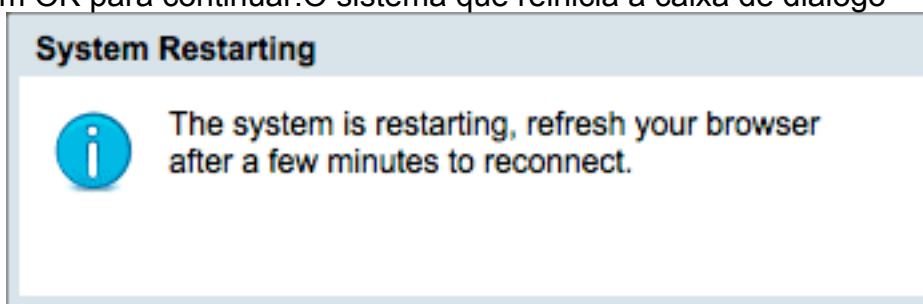 m OK para continuar.O sistema que reinicia a caixa de diálogo
System Restarting
The system is restarting, refresh your browser
after a few minutes to reconnect.